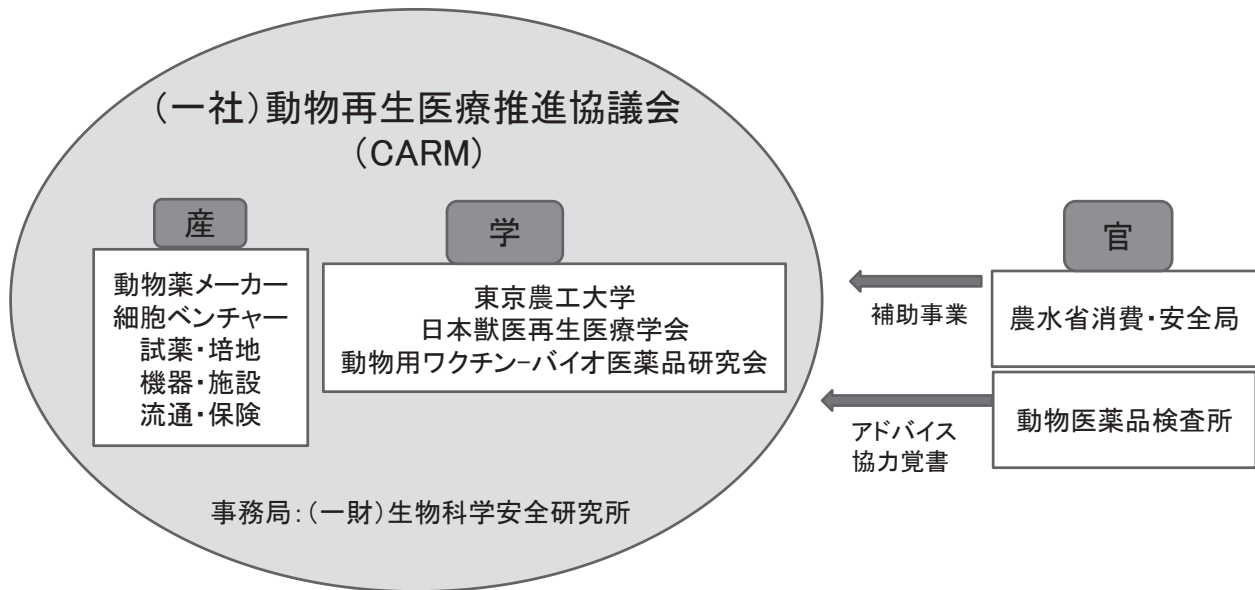 (一社)動物再生医療推進協議会
(CARM)
産
動物薬メーカー
細胞ベンチャー
試薬・培地
機器・施設
流通・保険
学
東京農工大学
日本獣医再生医療学会
動物用ワクチン−バイオ医薬品研究会
事務局:(一財)生物科学安全研究所
補助事業
アドバイス
協力覚書
官
農水省消費・安全局
動物医薬品検査所